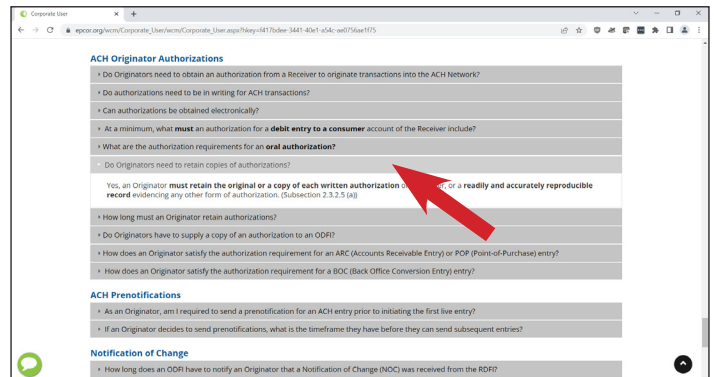 Corporate User
epcor.org/wcm/Corporate_User/wcm/Corporate_User.aspx?hkey=f417bdee-3441-40e1-a54c-ae0756ae1f75
ACH Originator Authorizations
Do Originators need to obtain an authorization from a Receiver to originate transactions into the ACH Network?
Do authorizations need to be in writing for ACH transactions?
Can authorizations be obtained electronically?
At a minimum, what must an authorization for a debit entry to a consumer account of the Receiver include?
What are the authorization requirements for an oral authorization?
Do Originators need to retain copies of authorizations?
Yes, an Originator must retain the original or a copy of each written authorization or a readily and accurately reproducible
record evidencing any other form of authorization. (Subsection 2.3.2.5 (a))
How long must an Originator retain authorizations?
Do Originators have to supply a copy of an authorization to an ODFI?
How does an Originator satisfy the authorization requirement for an ARC (Accounts Receivable Entry) or POP (Point-of-Purchase) entry?
How does an Originator satisfy the authorization requirement for a BOC (Back Office Conversion Entry) entry?
ACH Prenotifications
As an Originator, am I required to send a prenotification for an ACH entry prior to initiating the first live entry?
If an Originator decides to send prenotifications, what is the timeframe they have before they can send subsequent entries?
Notification of Change
How long does an ODFI have to notify an Originator that a Notification of Change (NOC) was received from the RDFI?